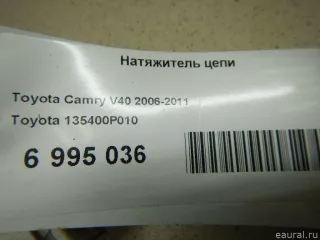 Натяжитель цепи
Toyota Camry V40 2006-2011
Toyota 135400P010
6 995 036
eaural.ru